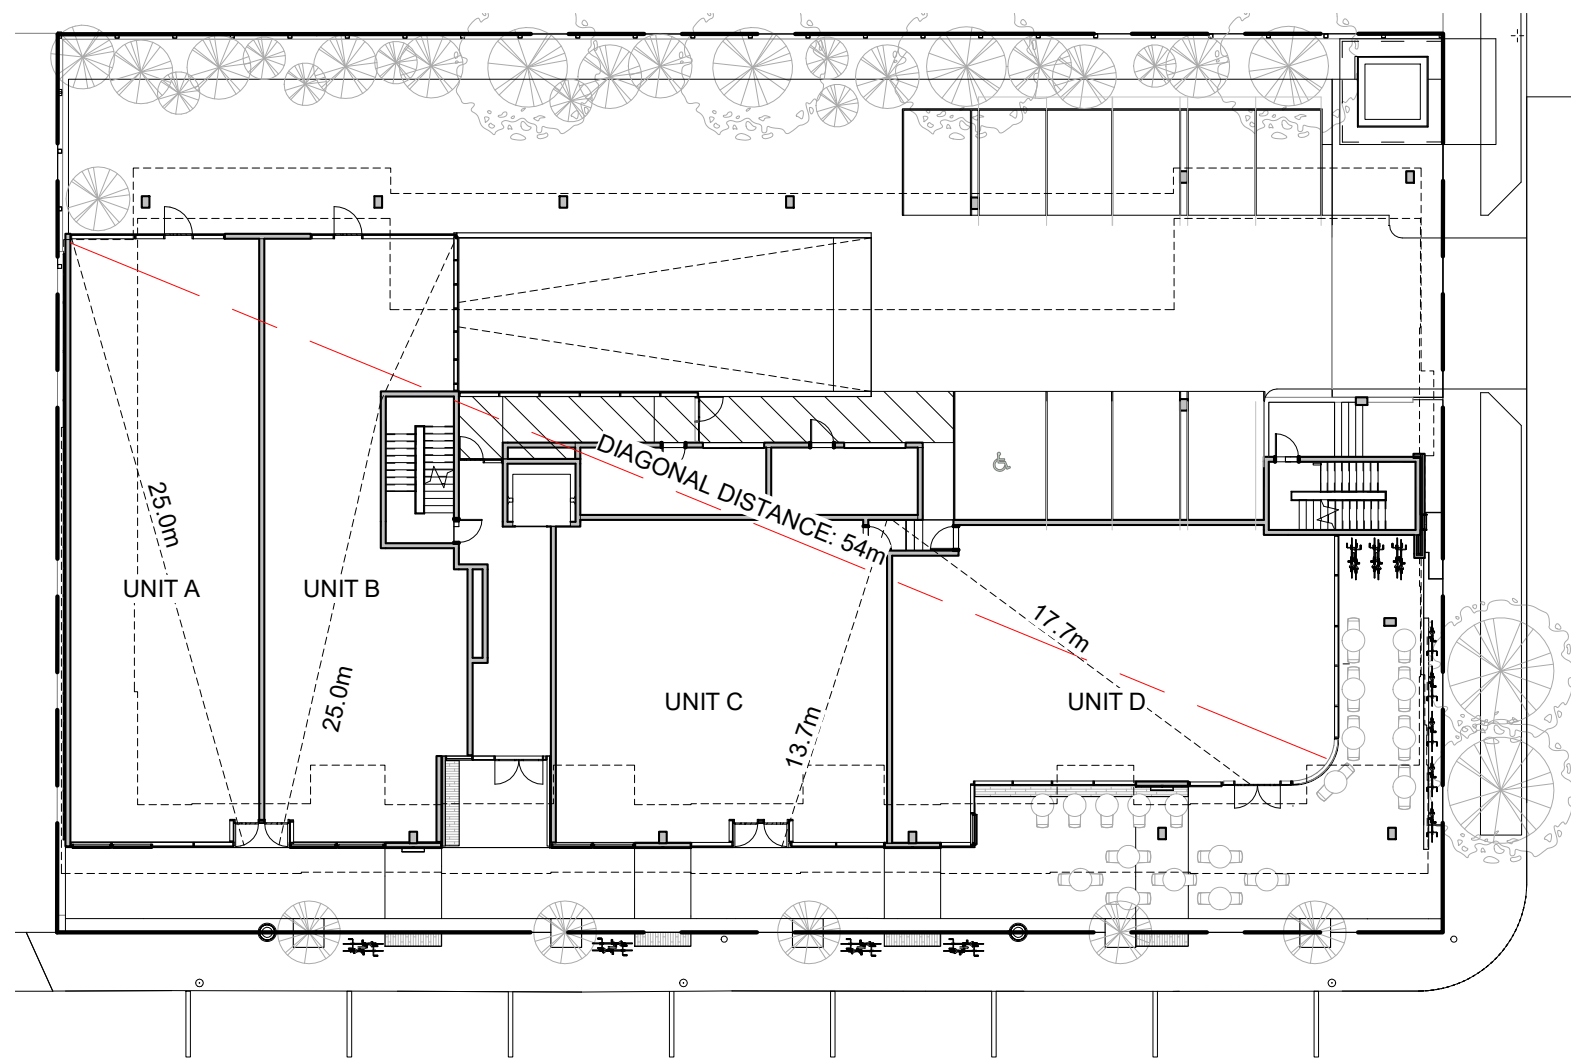 DIAGONAL DISTANCE: 54m
25.0m
UNIT A
UNIT B
17.7m
25.0m
UNIT C
UNIT D
13.7m